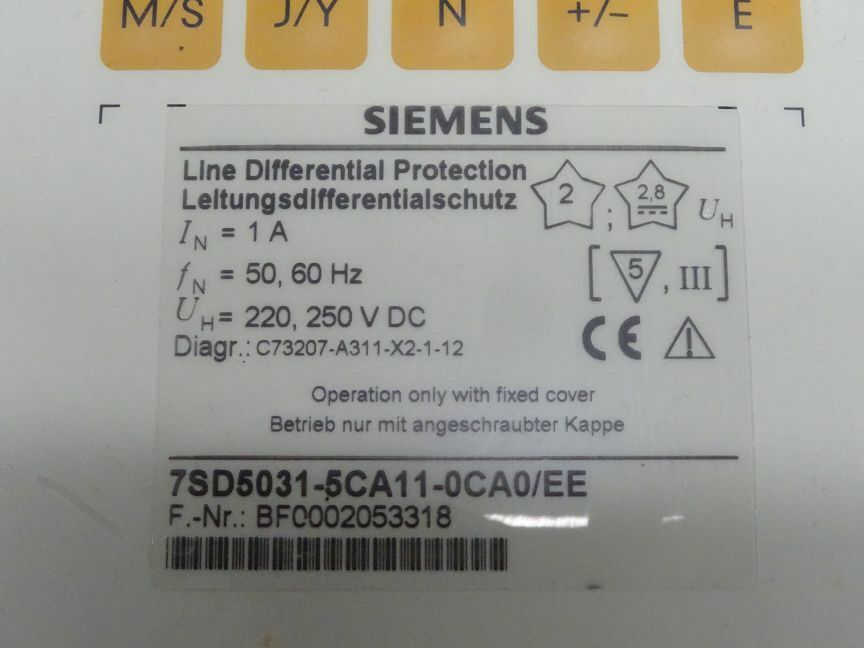 M/S J/Y N +/− E
SIEMENS
Line Differential Protection
Leitungsdifferentialschutz
2 ; 2,8 UH
IN = 1 A
fN = 50, 60 Hz
[ 5 , III ]
UH = 220, 250 V DC
CE
Diagr.: C73207-A311-X2-1-12
Operation only with fixed cover
Betrieb nur mit angeschraubter Kappe
7SD5031-5CA11-0CA0/EE
F.-Nr.: BF0002053318